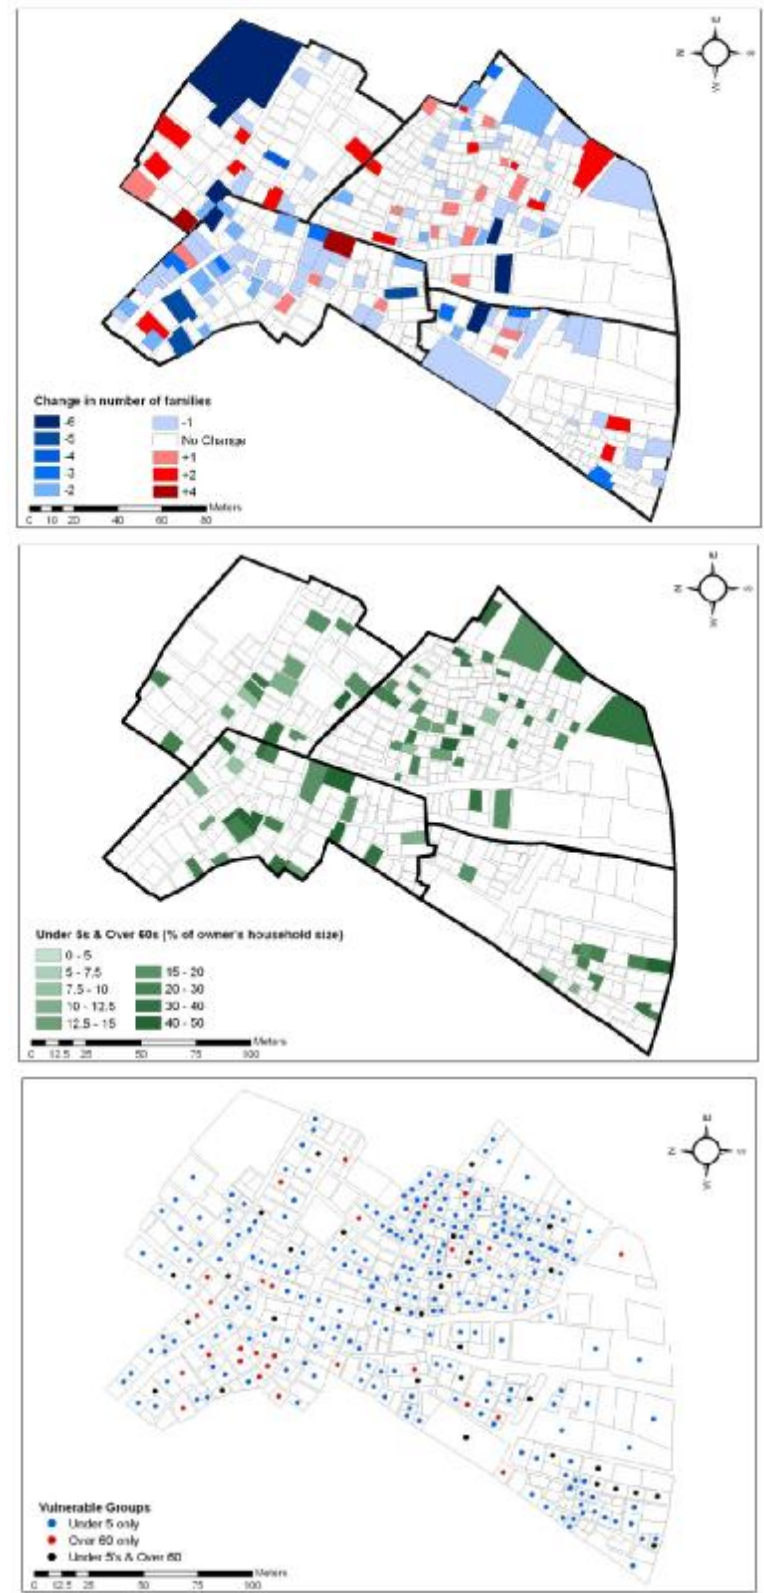 E
N
S
W
Change in number of families
-6
-1
-5
No Change
-4
+1
-3
+2
-2
+4
Meters
0 10 20 40 60 80
E
N
S
W
Under 5s & Over 60s (% of owner's household size)
0 - 5
5 - 7.5
15 - 20
7.5 - 10
20 - 30
10 - 12.5
30 - 40
12.5 - 15
40 - 50
Meters
0 12.5 25 50 75 100
E
N
S
W
Vulnerable Groups
Under 5 only
Over 60 only
Under 5's & Over 60
Meters
0 12.5 25 50 75 100